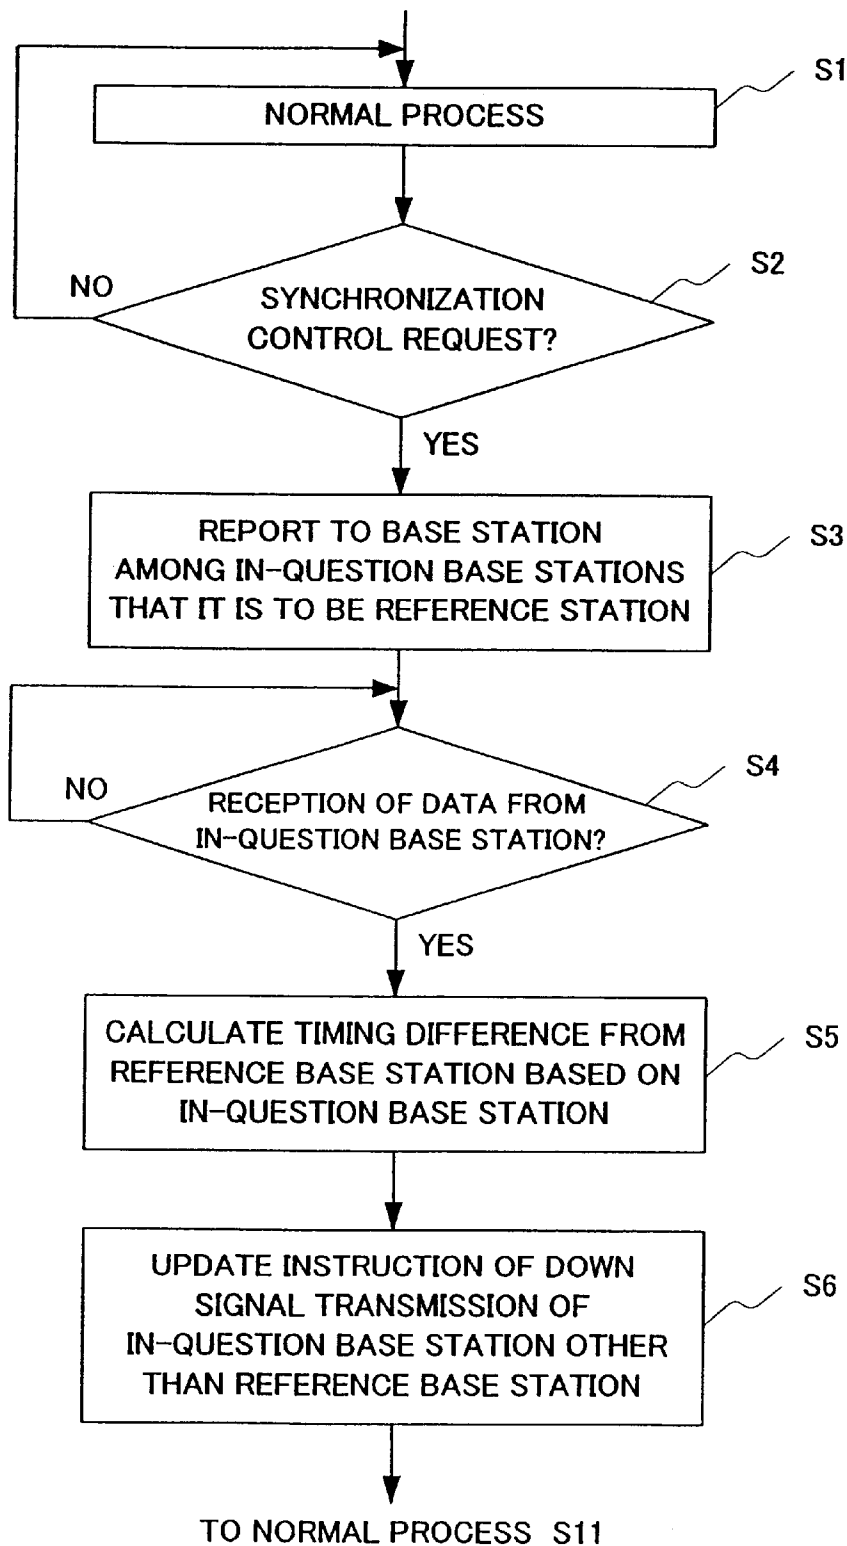 S1
NORMAL PROCESS
S2
NO
SYNCHRONIZATION
CONTROL REQUEST?
YES
S3
REPORT TO BASE STATION
AMONG IN-QUESTION BASE STATIONS
THAT IT IS TO BE REFERENCE STATION
S4
NO
RECEPTION OF DATA FROM
IN-QUESTION BASE STATION?
YES
S5
CALCULATE TIMING DIFFERENCE FROM
REFERENCE BASE STATION BASED ON
IN-QUESTION BASE STATION
S6
UPDATE INSTRUCTION OF DOWN
SIGNAL TRANSMISSION OF
IN-QUESTION BASE STATION OTHER
THAN REFERENCE BASE STATION
TO NORMAL PROCESS S11